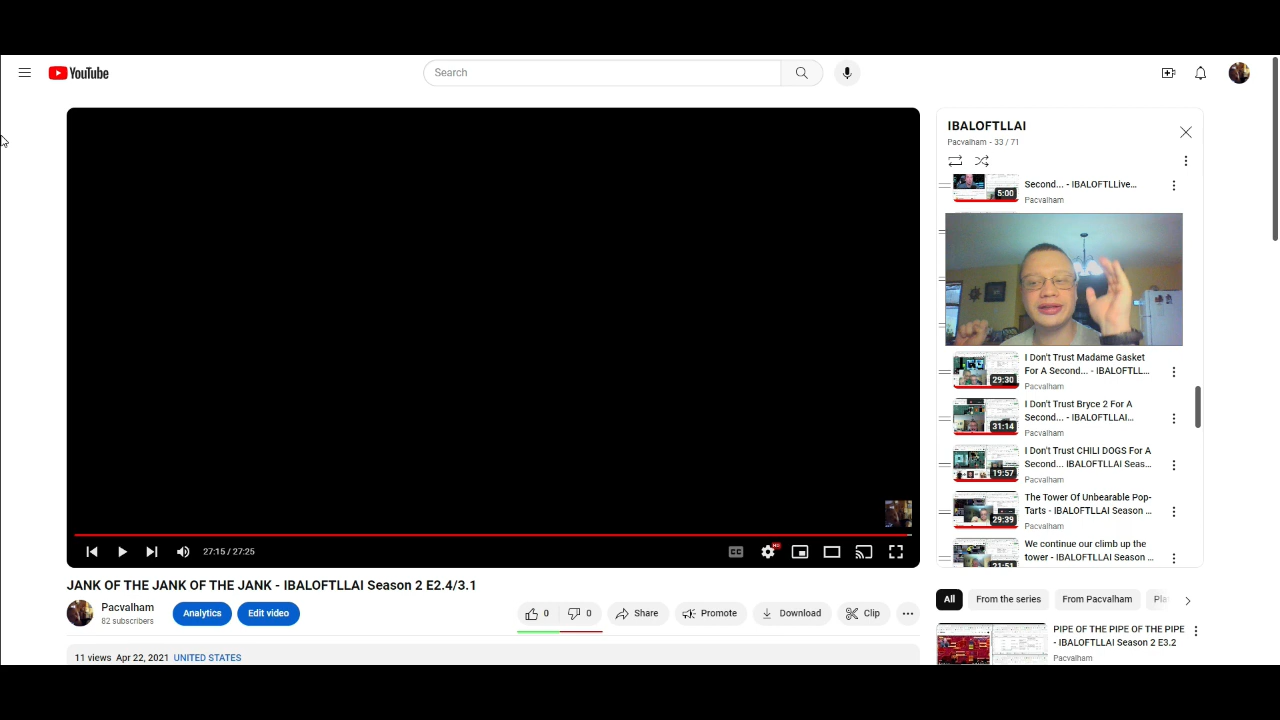 YouTube
Search
IBALOFTLLAI
Pacvalham - 33 / 71
5:00
Second... - IBALOFTLLive...
Pacvalham
29:30
I Don't Trust Madame Gasket
For A Second... - IBALOFTLL...
Pacvalham
31:14
I Don't Trust Bryce 2 For A
Second... - IBALOFTLLAI...
Pacvalham
19:57
I Don't Trust CHILI DOGS For A
Second... IBALOFTLLAI Seas...
Pacvalham
29:39
The Tower Of Unbearable Pop-
Tarts - IBALOFTLLAI Season ...
Pacvalham
21:51
We continue our climb up the
tower - IBALOFTLLAI Season ...
27:15 / 27:25
CC
HD
JANK OF THE JANK OF THE JANK - IBALOFTLLAI Season 2 E2.4/3.1
Pacvalham
82 subscribers
Analytics
Edit video
0
0
Share
Promote
Download
Clip
11 views Apr 22, 2021 UNITED STATES
All
From the series
From Pacvalham
PIPE OF THE PIPE OF THE PIPE
- IBALOFTLLAI Season 2 E3.2
Pacvalham